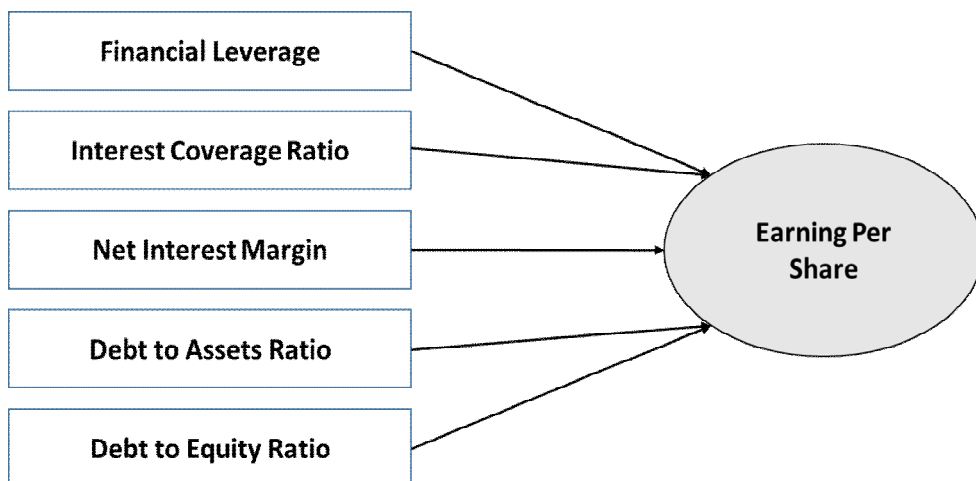 Financial Leverage
Interest Coverage Ratio
Net Interest Margin
Debt to Assets Ratio
Debt to Equity Ratio
Earning Per
Share